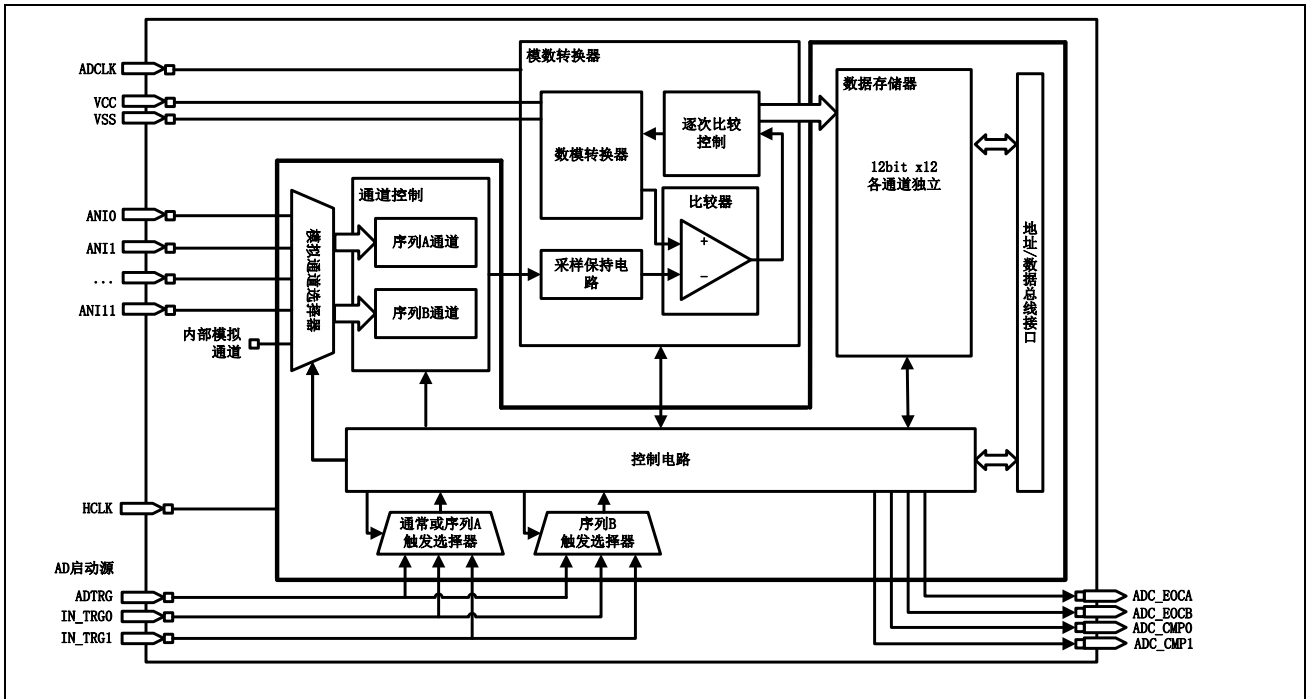 模数转换器
ADCLK
数据存储器
VCC
VSS
逐次比较
控制
数模转换器
12bit x12
各通道独立
通道控制
比较器
ANI0
模拟通道选择器
序列A通道
地址/数据总线接口
+
ANI1
采样保持电
路
−
...
ANI11
序列B通道
内部模拟
通道
控制电路
HCLK
通常或序列A
触发选择器
序列B
触发选择器
AD启动源
ADTRG
IN_TRG0
IN_TRG1
ADC_EOCA
ADC_EOCB
ADC_CMP0
ADC_CMP1